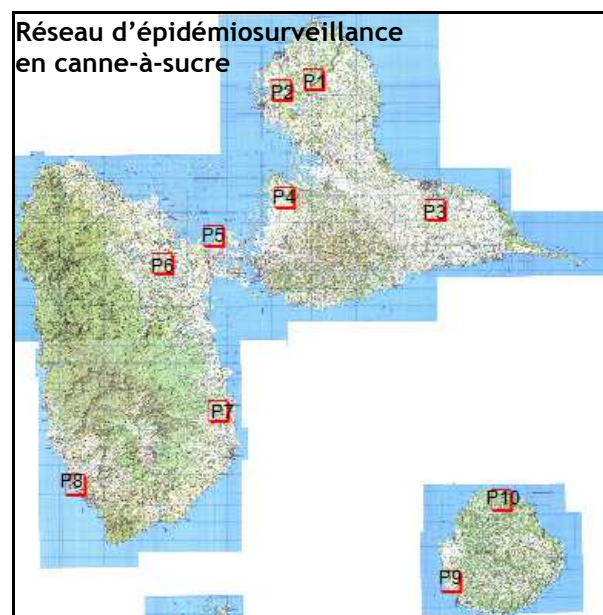 Réseau d’épidémiosurveillance
en canne-à-sucre
P1
P2
P4
P3
P5
P6
P7
P8
P10
P9